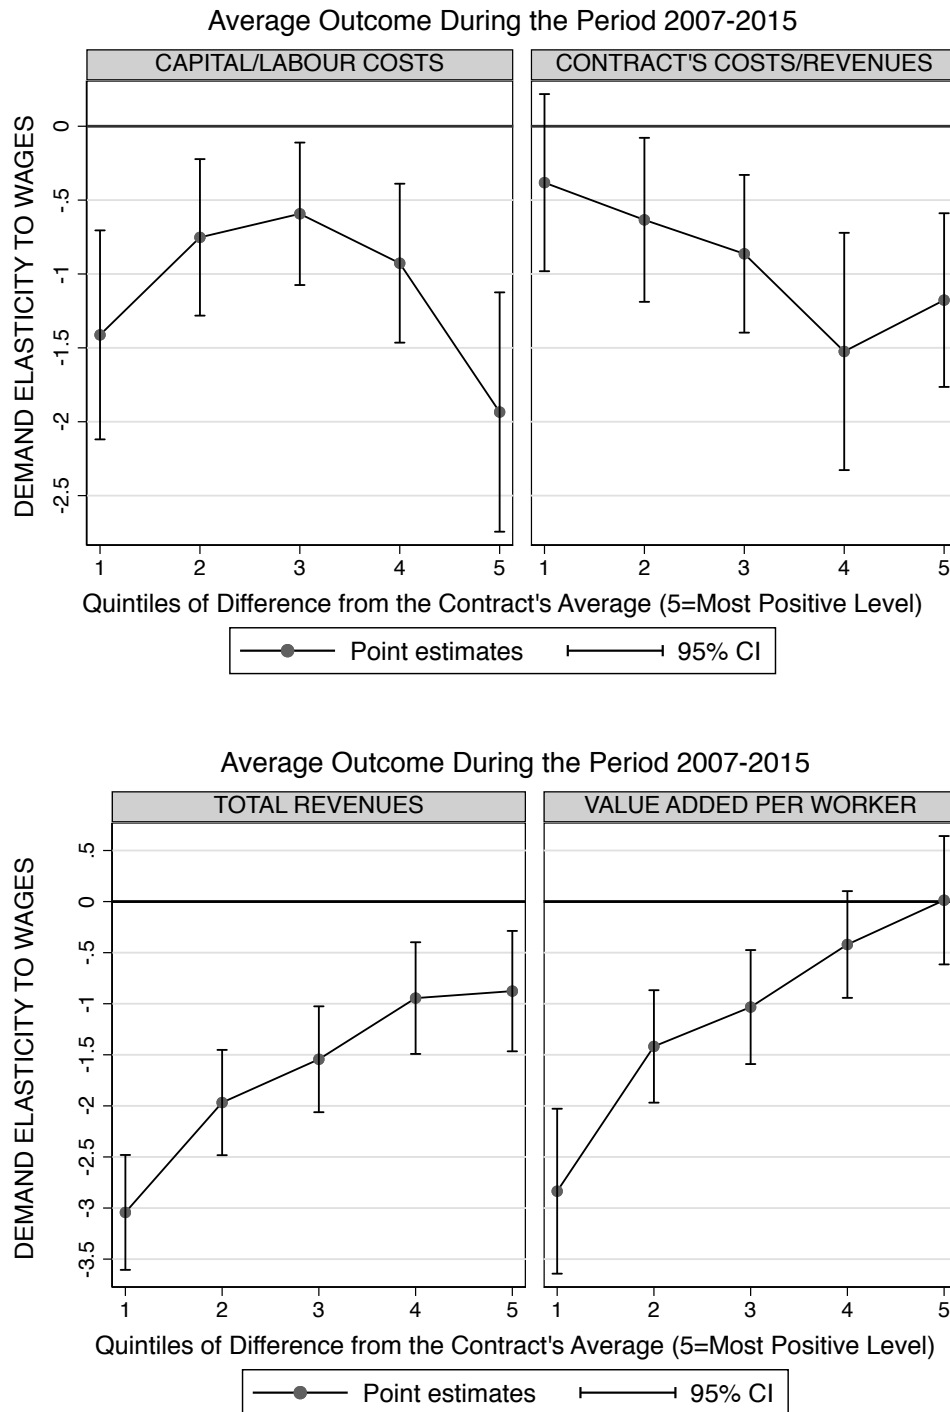 Average Outcome During the Period 2007-2015
CAPITAL/LABOUR COSTS
CONTRACT'S COSTS/REVENUES
DEMAND ELASTICITY TO WAGES
0
-.5
-1
-1.5
-2
-2.5
1 2 3 4 5
1 2 3 4 5
Quintiles of Difference from the Contract's Average (5=Most Positive Level)
Point estimates
95% CI
Average Outcome During the Period 2007-2015
TOTAL REVENUES
VALUE ADDED PER WORKER
DEMAND ELASTICITY TO WAGES
.5
0
-.5
-1
-1.5
-2
-2.5
-3
-3.5
1 2 3 4 5
1 2 3 4 5
Quintiles of Difference from the Contract's Average (5=Most Positive Level)
Point estimates
95% CI